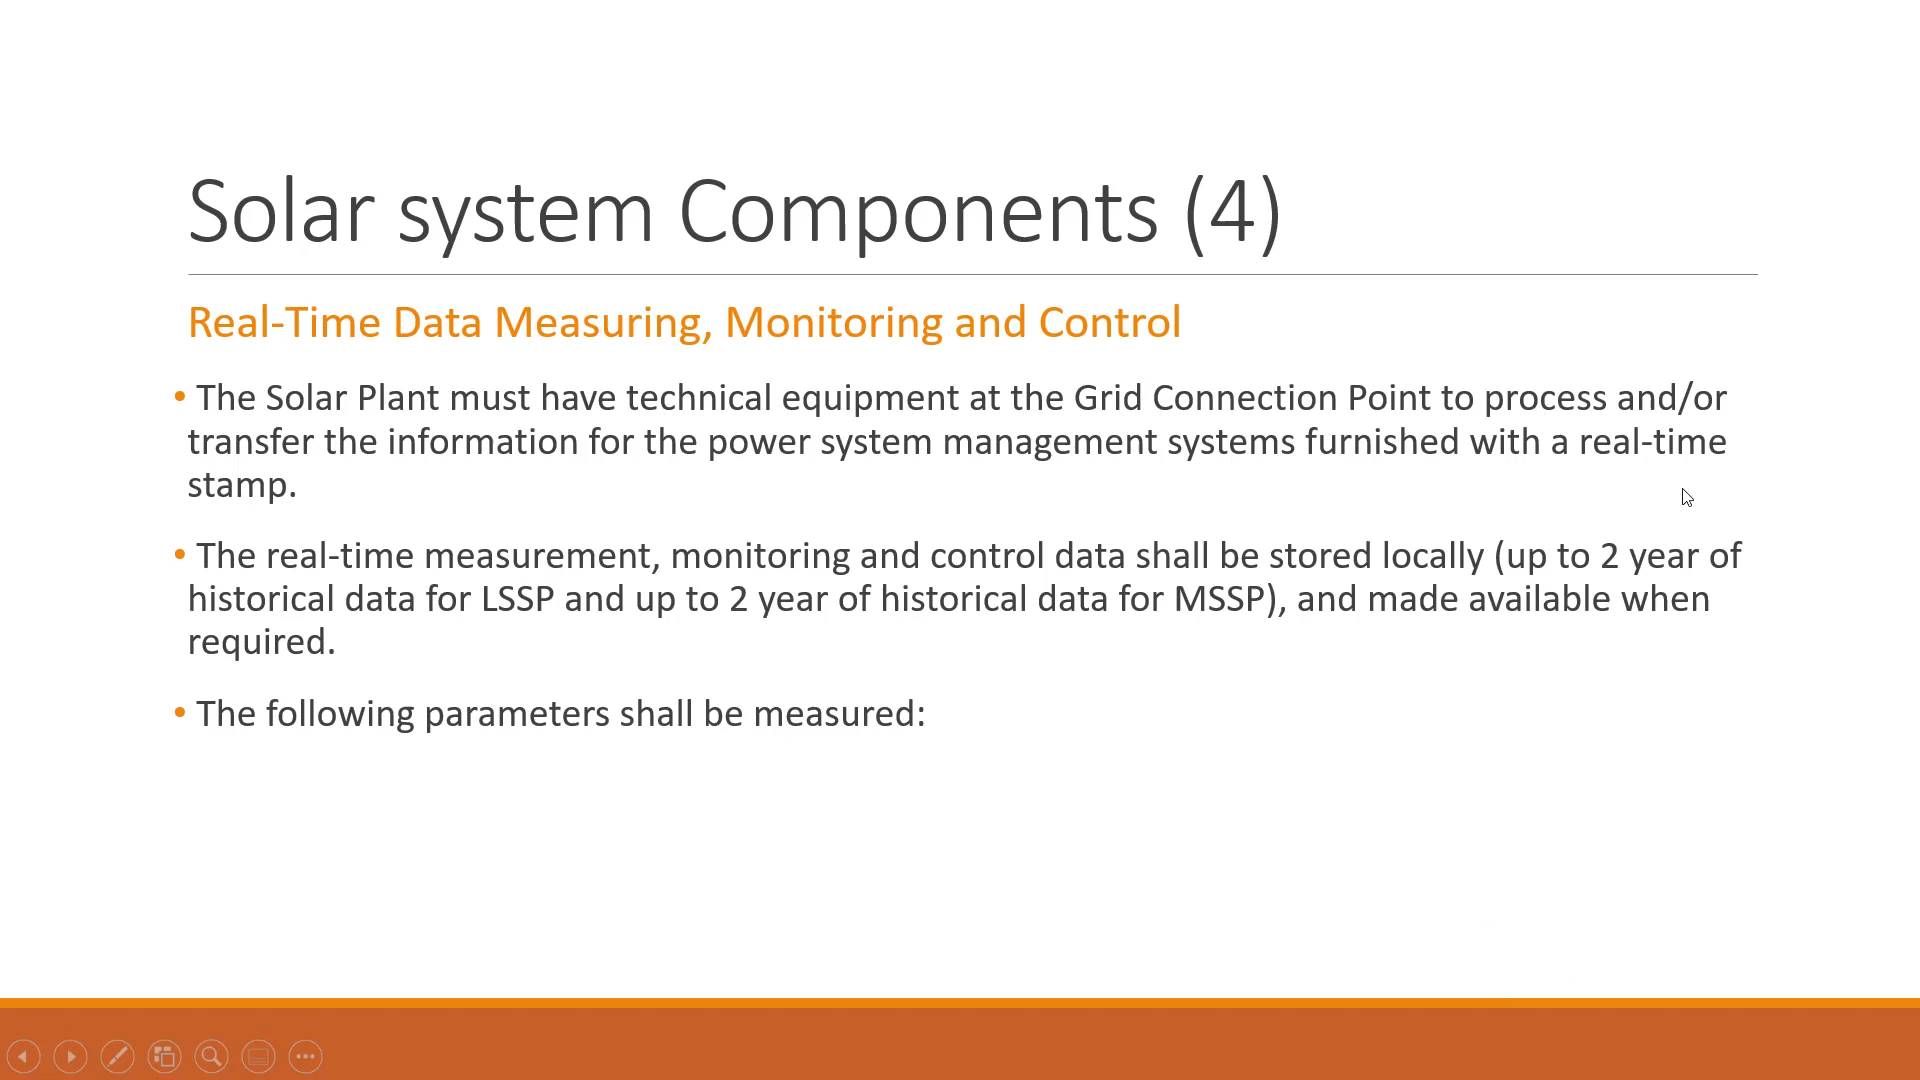 Solar system Components (4)
Real-Time Data Measuring, Monitoring and Control
• The Solar Plant must have technical equipment at the Grid Connection Point to process and/or
transfer the information for the power system management systems furnished with a real-time
stamp.
• The real-time measurement, monitoring and control data shall be stored locally (up to 2 year of
historical data for LSSP and up to 2 year of historical data for MSSP), and made available when
required.
• The following parameters shall be measured: